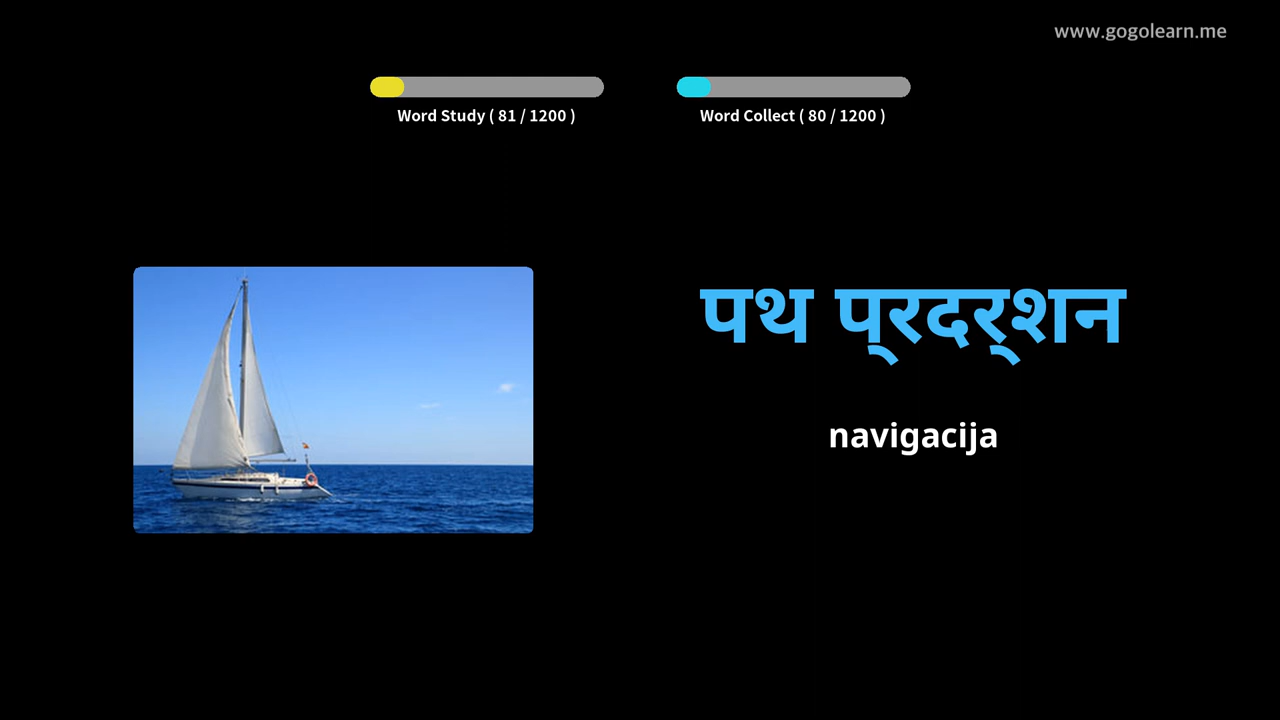 www.gogolearn.me
Word Study ( 81 / 1200 )
Word Collect ( 80 / 1200 )
पथ प्रदर्शन
navigacija